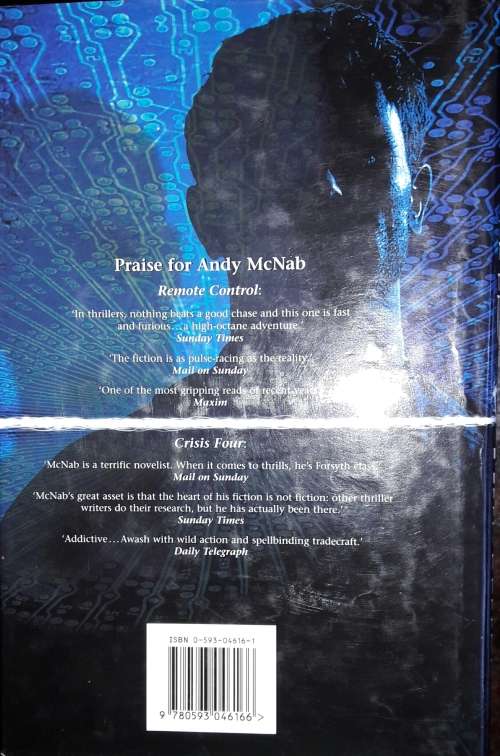 Praise for Andy McNab
Remote Control:
'In thrillers, nothing beats a good chase and this one is fast
and furious...a high-octane adventure.'
Sunday Times
'The fiction is as pulse-racing as the reality.'
Mail on Sunday
'One of the most gripping reads of recent years.'
Maxim
Crisis Four:
'McNab is a terrific novelist. When it comes to thrills, he's Forsyth class.'
Mail on Sunday
'McNab's great asset is that the heart of his fiction is not fiction: other thriller
writers do their research, but he has actually been there.'
Sunday Times
'Addictive...Awash with wild action and spellbinding tradecraft.'
Daily Telegraph
ISBN 0-593-04616-1
9 780593 046166 >